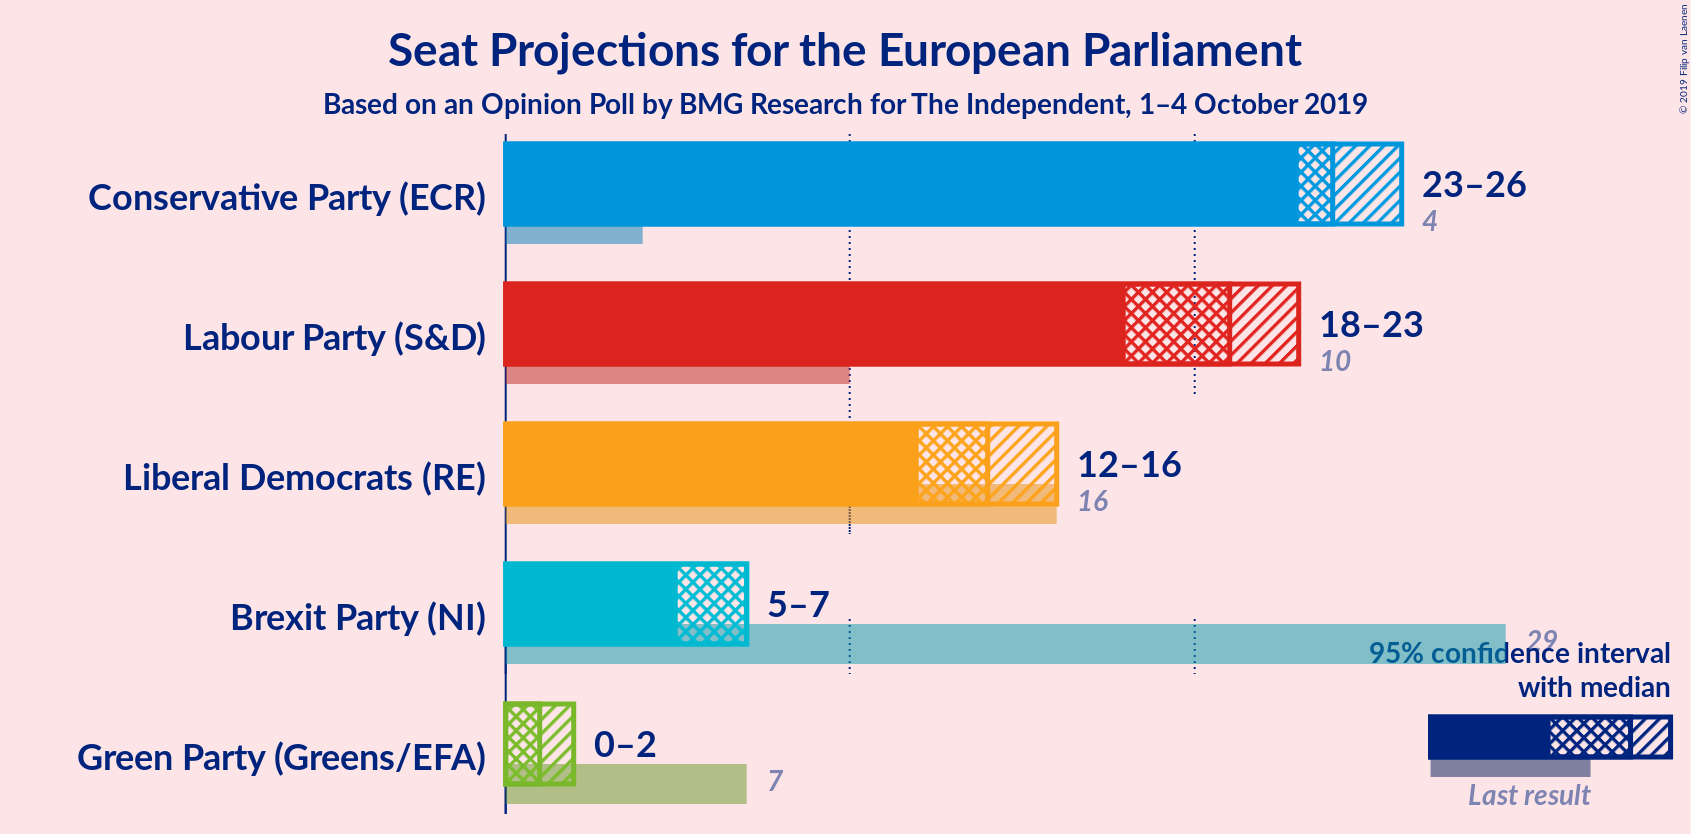 Seat Projections for the European Parliament
Based on an Opinion Poll by BMG Research for The Independent, 1–4 October 2019
© 2019 Filip van Laenen
Conservative Party (ECR)
23–26
4
Labour Party (S&D)
18–23
10
Liberal Democrats (RE)
12–16
16
Brexit Party (NI)
5–7
29
Green Party (Greens/EFA)
0–2
7
95% confidence interval
with median
Last result